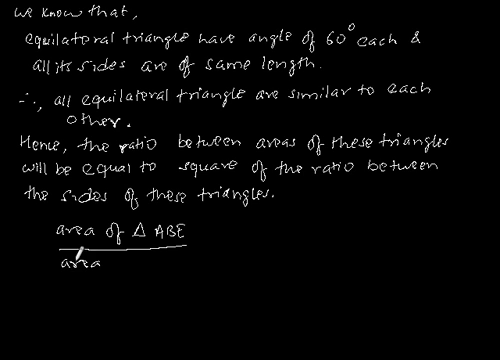 we know that,
equilateral triangle have angle of 60° each &
all its sides are of same length.
∴, all equilateral triangle are similar to each
other.
Hence, the ratio between areas of these triangles
will be equal to square of the ratio between
the sides of these triangles.
area of △ ABE
area